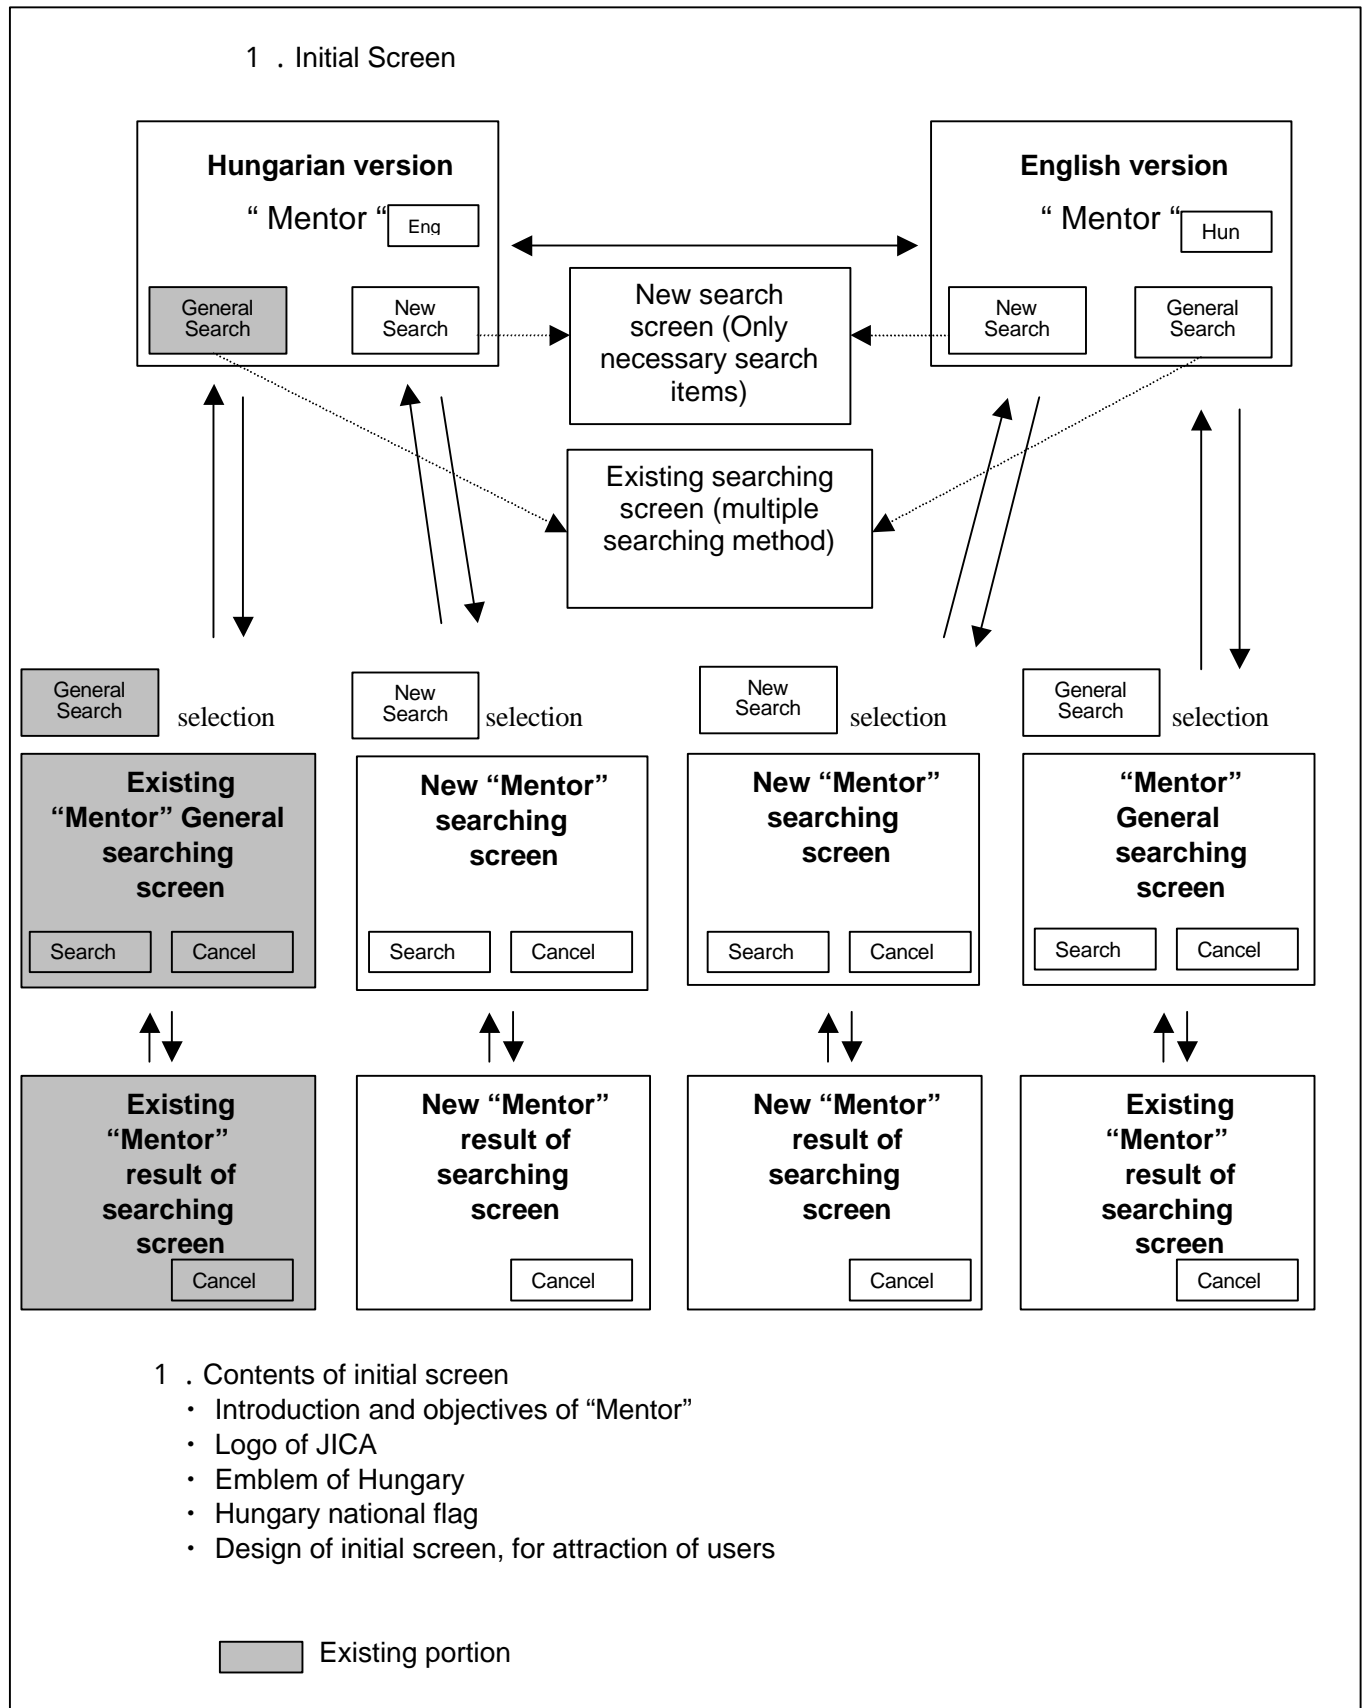 １．Initial Screen
Hungarian version
“ Mentor “
Eng
General
Search
New
Search
English version
“ Mentor “
Hun
New
Search
General
Search
New search
screen (Only
necessary search
items)
Existing searching
screen (multiple
searching method)
General
Search
selection
New
Search
selection
New
Search
selection
General
Search
selection
Existing
“Mentor” General
searching
screen
Search
Cancel
New “Mentor”
searching
screen
Search
Cancel
New “Mentor”
searching
screen
Search
Cancel
“Mentor”
General
searching
screen
Search
Cancel
Existing
“Mentor”
result of
searching
screen
Cancel
New “Mentor”
result of
searching
screen
Cancel
New “Mentor”
result of
searching
screen
Cancel
Existing
“Mentor”
result of
searching
screen
Cancel
１．Contents of initial screen
・ Introduction and objectives of “Mentor”
・ Logo of JICA
・ Emblem of Hungary
・ Hungary national flag
・ Design of initial screen, for attraction of users
Existing portion